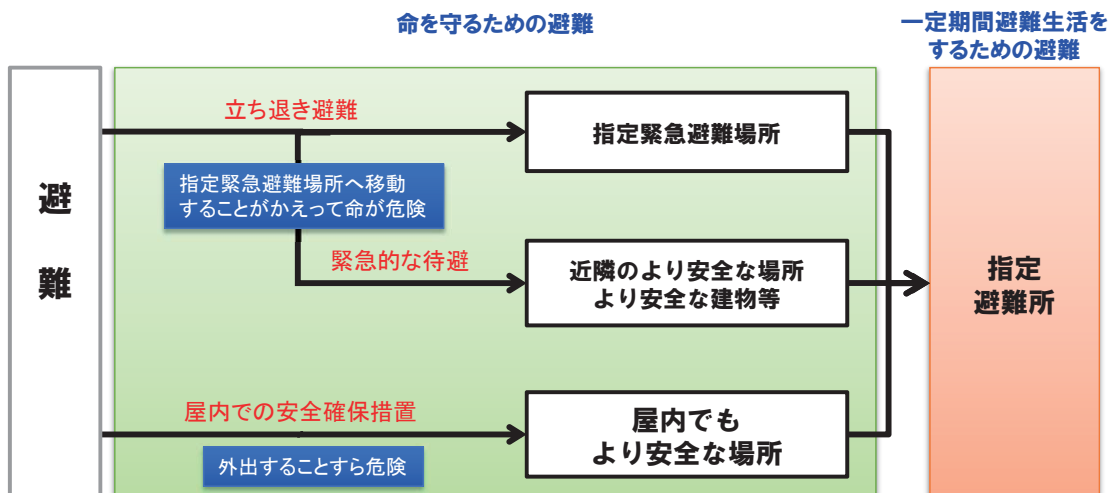 命を守るための避難
一定期間避難生活を
するための避難
避
難
立ち退き避難
指定緊急避難場所
指定緊急避難場所へ移動
することがかえって命が危険
緊急的な待避
近隣のより安全な場所
より安全な建物等
指定
避難所
屋内での安全確保措置
外出することすら危険
屋内でも
より安全な場所